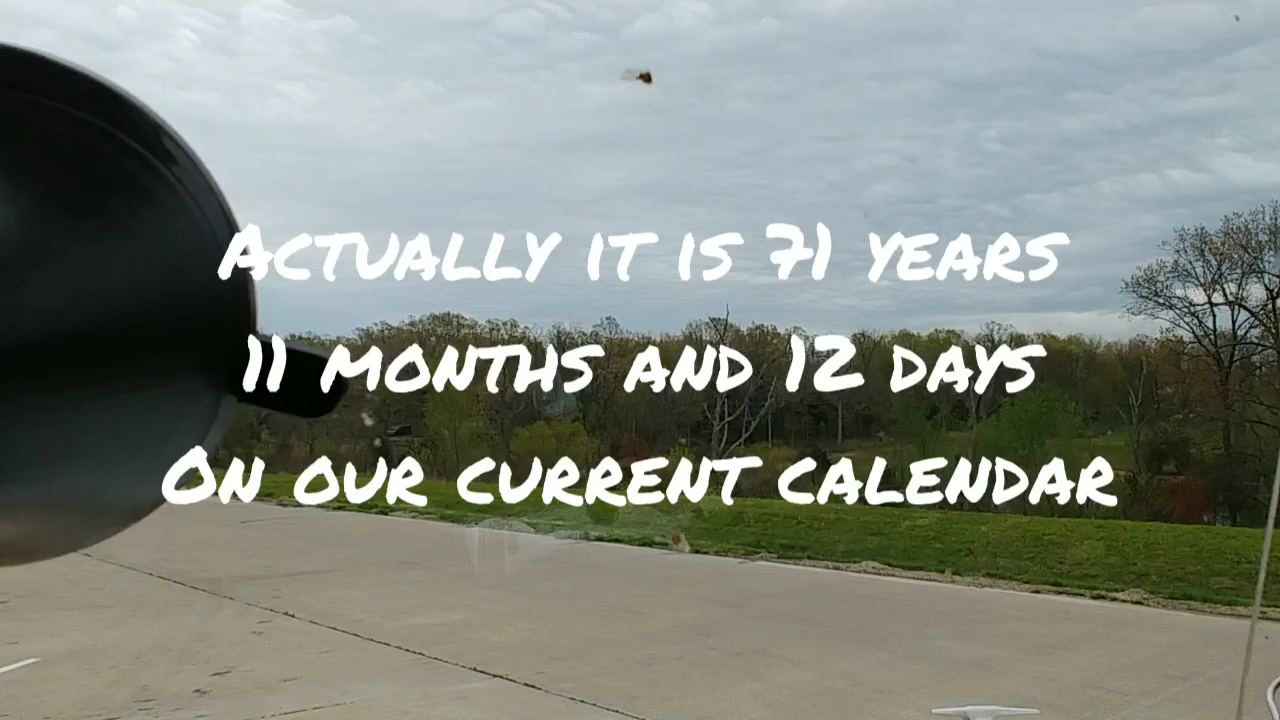 Actually it is 71 years
11 months and 12 days
On our current calendar